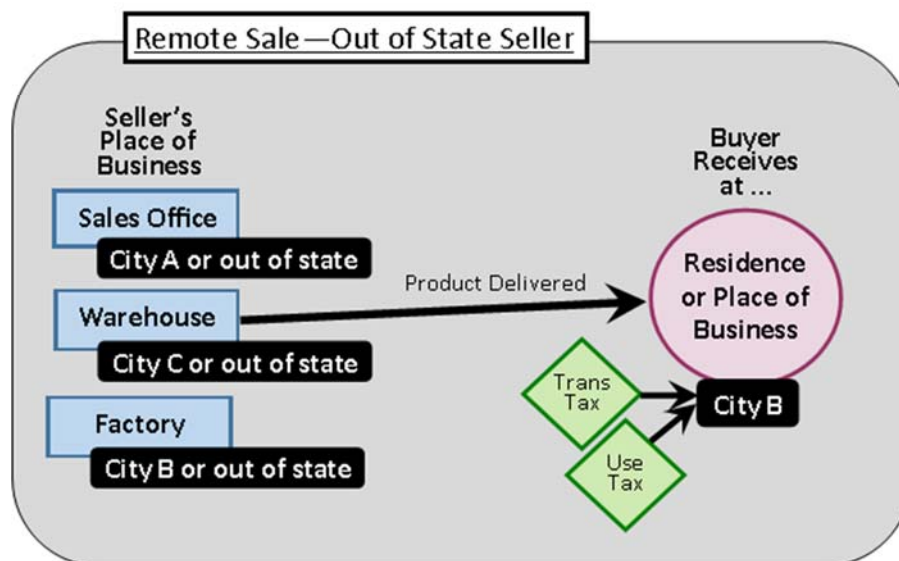 Remote Sale—Out of State Seller
Seller's
Place of
Business
Sales Office
City A or out of state
Warehouse
City C or out of state
Factory
City B or out of state
Product Delivered
Buyer
Receives
at ...
Residence
or Place of
Business
City B
Trans
Tax
Use
Tax